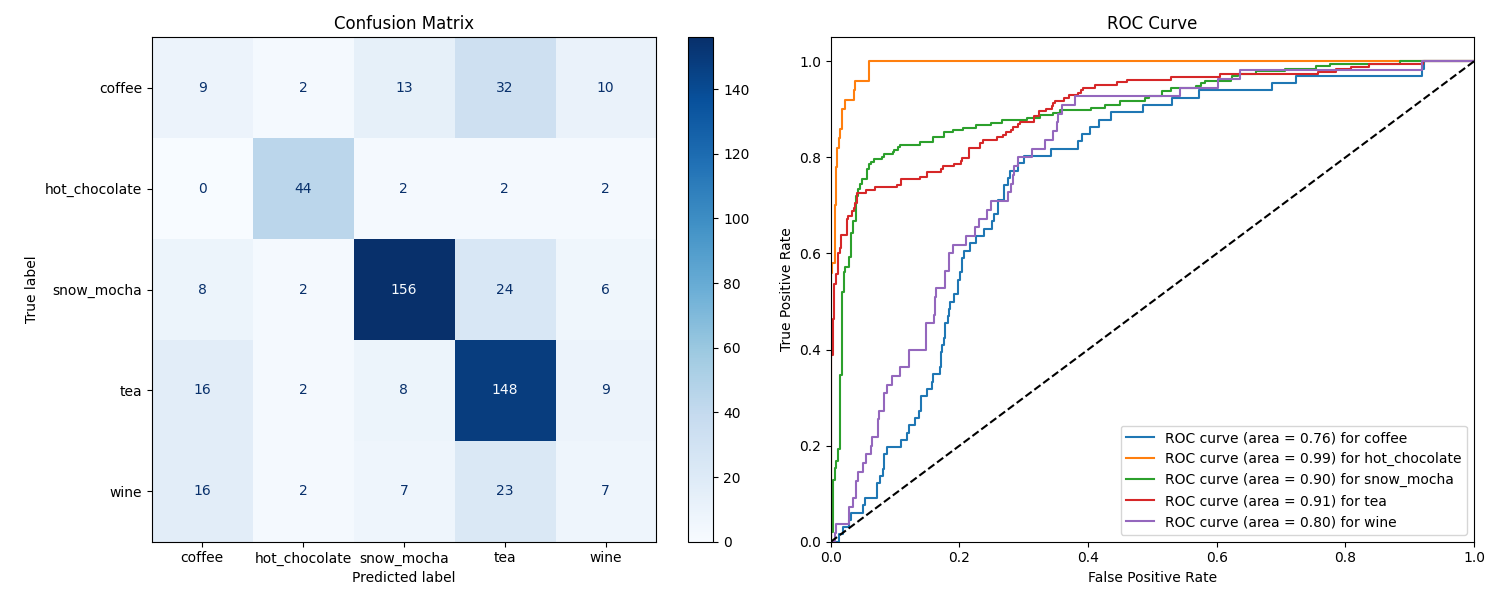 Confusion Matrix
coffee 9 2 13 32 10
hot_chocolate 0 44 2 2 2
snow_mocha 8 2 156 24 6
tea 16 2 8 148 9
wine 16 2 7 23 7
coffee hot_chocolate snow_mocha tea wine
Predicted label
True label
140
120
100
80
60
40
20
0
ROC Curve
1.0
0.8
0.6
0.4
0.2
0.0
True Positive Rate
ROC curve (area = 0.76) for coffee
ROC curve (area = 0.99) for hot_chocolate
ROC curve (area = 0.90) for snow_mocha
ROC curve (area = 0.91) for tea
ROC curve (area = 0.80) for wine
0.0 0.2 0.4 0.6 0.8 1.0
False Positive Rate